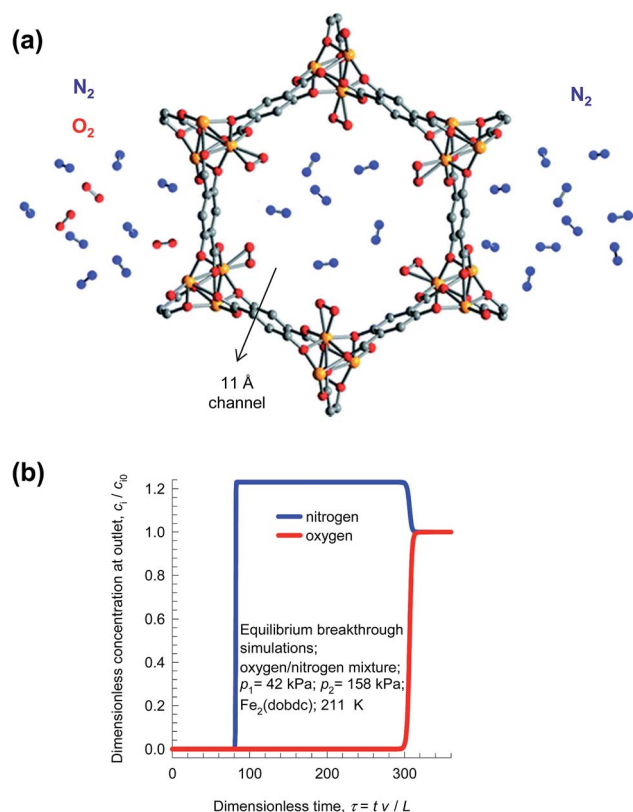 (a)
N₂
O₂
N₂
11 Å
channel
(b)
Dimensionless concentration at outlet, cᵢ / cᵢ₀
1.2
1.0
0.8
0.6
0.4
0.2
0.0
nitrogen
oxygen
Equilibrium breakthrough
simulations;
oxygen/nitrogen mixture;
p₁= 42 kPa; p₂= 158 kPa;
Fe₂(dobdc); 211 K
0
100
200
300
Dimensionless time, τ = t v / L